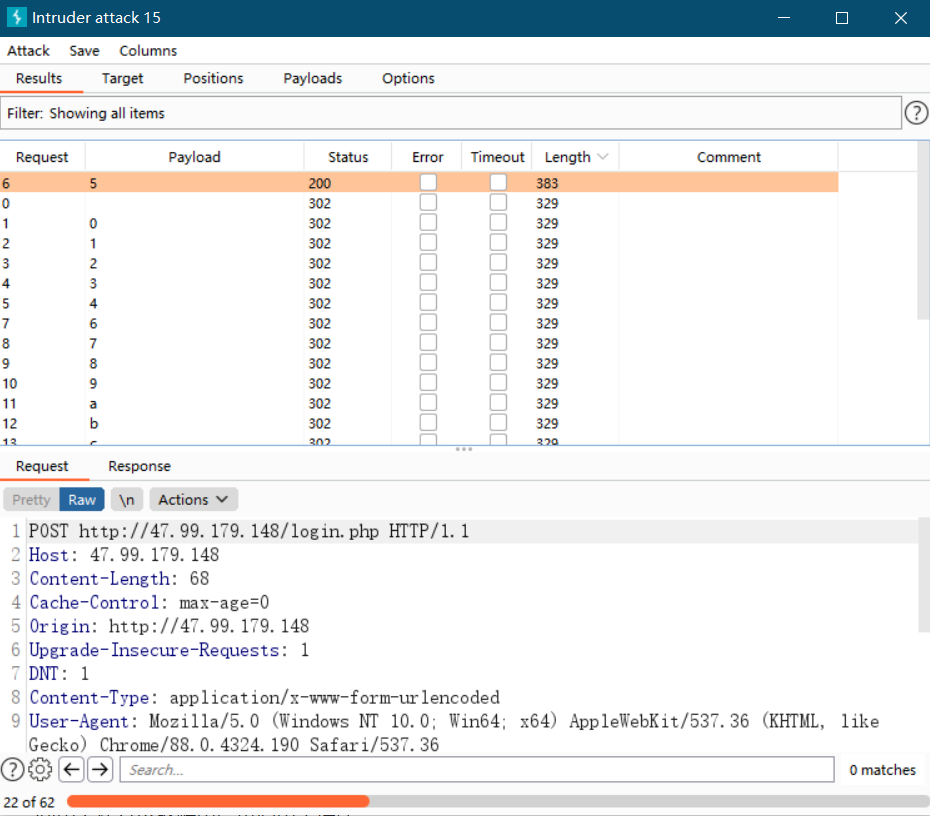 Intruder attack 15
Attack Save Columns
Results Target Positions Payloads Options
Filter: Showing all items
?
Request Payload Status Error Timeout Length Comment
6 5 200 383
0 302 329
1 0 302 329
2 1 302 329
3 2 302 329
4 3 302 329
5 4 302 329
7 6 302 329
8 7 302 329
9 8 302 329
10 9 302 329
11 a 302 329
12 b 302 329
13 c 302 329
Request Response
Pretty Raw \n Actions
1 POST http://47.99.179.148/login.php HTTP/1.1
2 Host: 47.99.179.148
3 Content-Length: 68
4 Cache-Control: max-age=0
5 Origin: http://47.99.179.148
6 Upgrade-Insecure-Requests: 1
7 DNT: 1
8 Content-Type: application/x-www-form-urlencoded
9 User-Agent: Mozilla/5.0 (Windows NT 10.0; Win64; x64) AppleWebKit/537.36 (KHTML, like
Gecko) Chrome/88.0.4324.190 Safari/537.36
? Search... 0 matches
22 of 62